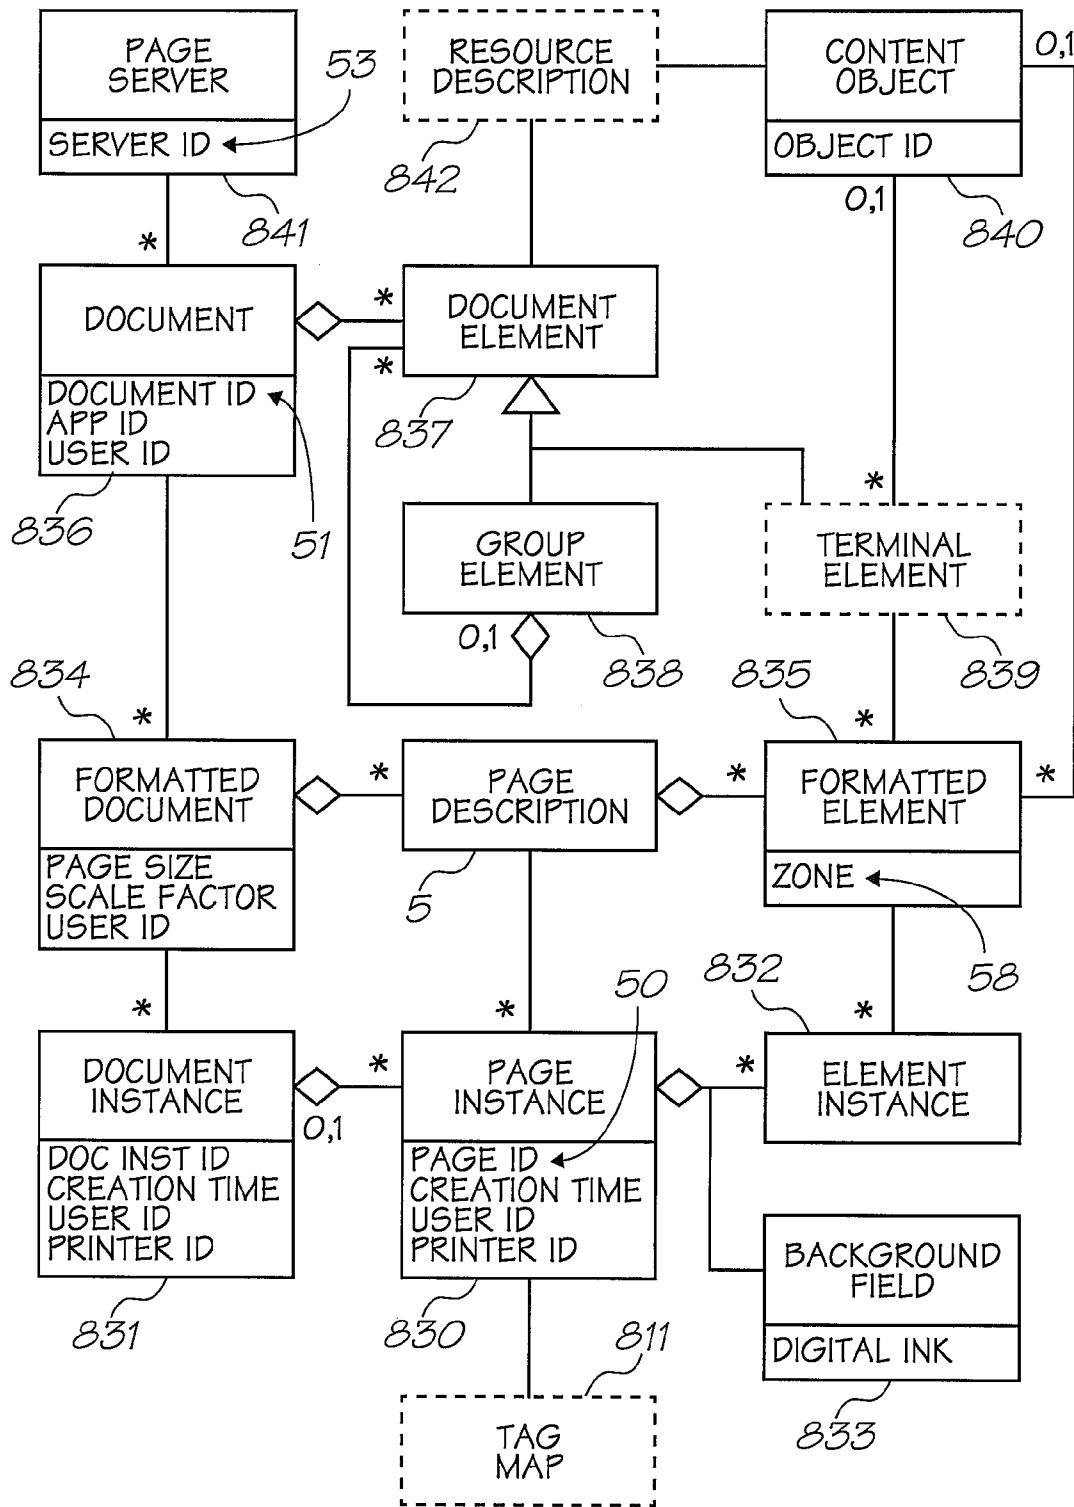 PAGE
SERVER
SERVER ID
53
841
RESOURCE
DESCRIPTION
842
CONTENT
OBJECT
OBJECT ID
0,1
0,1
840
*
DOCUMENT
DOCUMENT ID
APP ID
USER ID
836
51
*
DOCUMENT
ELEMENT
*
837
GROUP
ELEMENT
0,1
838
*
TERMINAL
ELEMENT
839
834
*
FORMATTED
DOCUMENT
PAGE SIZE
SCALE FACTOR
USER ID
*
PAGE
DESCRIPTION
5
835
*
*
FORMATTED
ELEMENT
*
ZONE
58
*
DOCUMENT
INSTANCE
0,1
DOC INST ID
CREATION TIME
USER ID
PRINTER ID
831
*
*
50
PAGE
INSTANCE
PAGE ID
CREATION TIME
USER ID
PRINTER ID
830
832
*
*
ELEMENT
INSTANCE
BACKGROUND
FIELD
DIGITAL INK
833
811
TAG
MAP